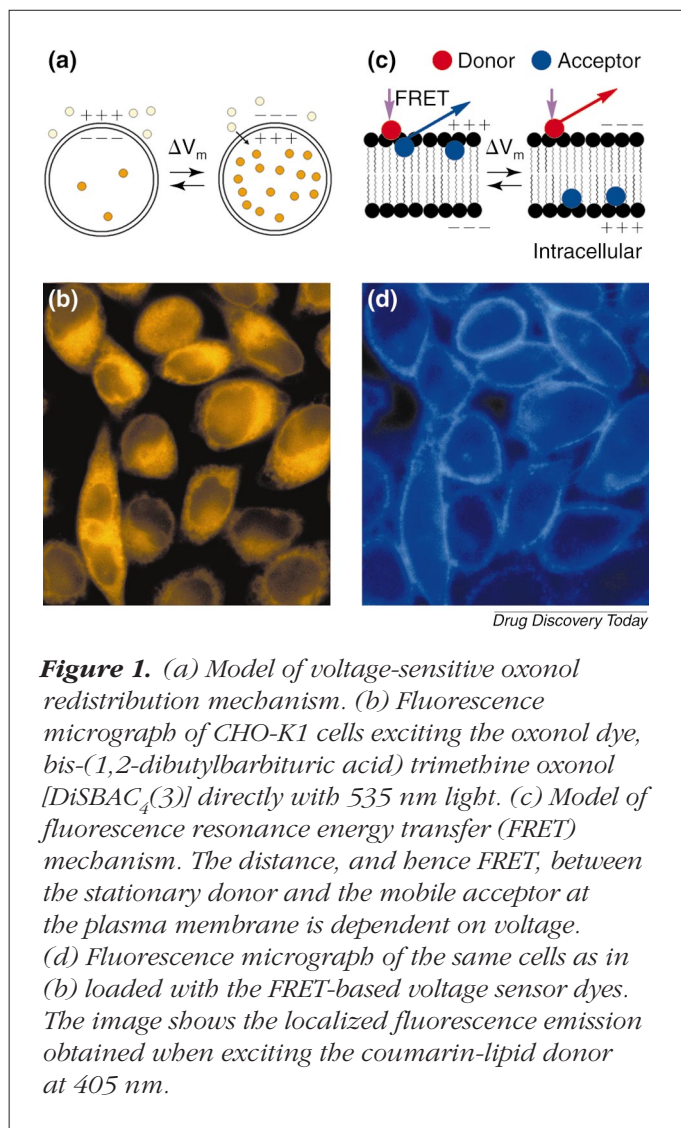 (a)
(c)
Donor
Acceptor
+ + +
– – –
ΔVm
– – –
+ + +
FRET
+ + +
– – –
ΔVm
– – –
+ + +
Intracellular
(b)
(d)
Drug Discovery Today
Figure 1. (a) Model of voltage-sensitive oxonol
redistribution mechanism. (b) Fluorescence
micrograph of CHO-K1 cells exciting the oxonol dye,
bis-(1,2-dibutylbarbituric acid) trimethine oxonol
[DiSBAC4(3)] directly with 535 nm light. (c) Model of
fluorescence resonance energy transfer (FRET)
mechanism. The distance, and hence FRET, between
the stationary donor and the mobile acceptor at
the plasma membrane is dependent on voltage.
(d) Fluorescence micrograph of the same cells as in
(b) loaded with the FRET-based voltage sensor dyes.
The image shows the localized fluorescence emission
obtained when exciting the coumarin-lipid donor
at 405 nm.